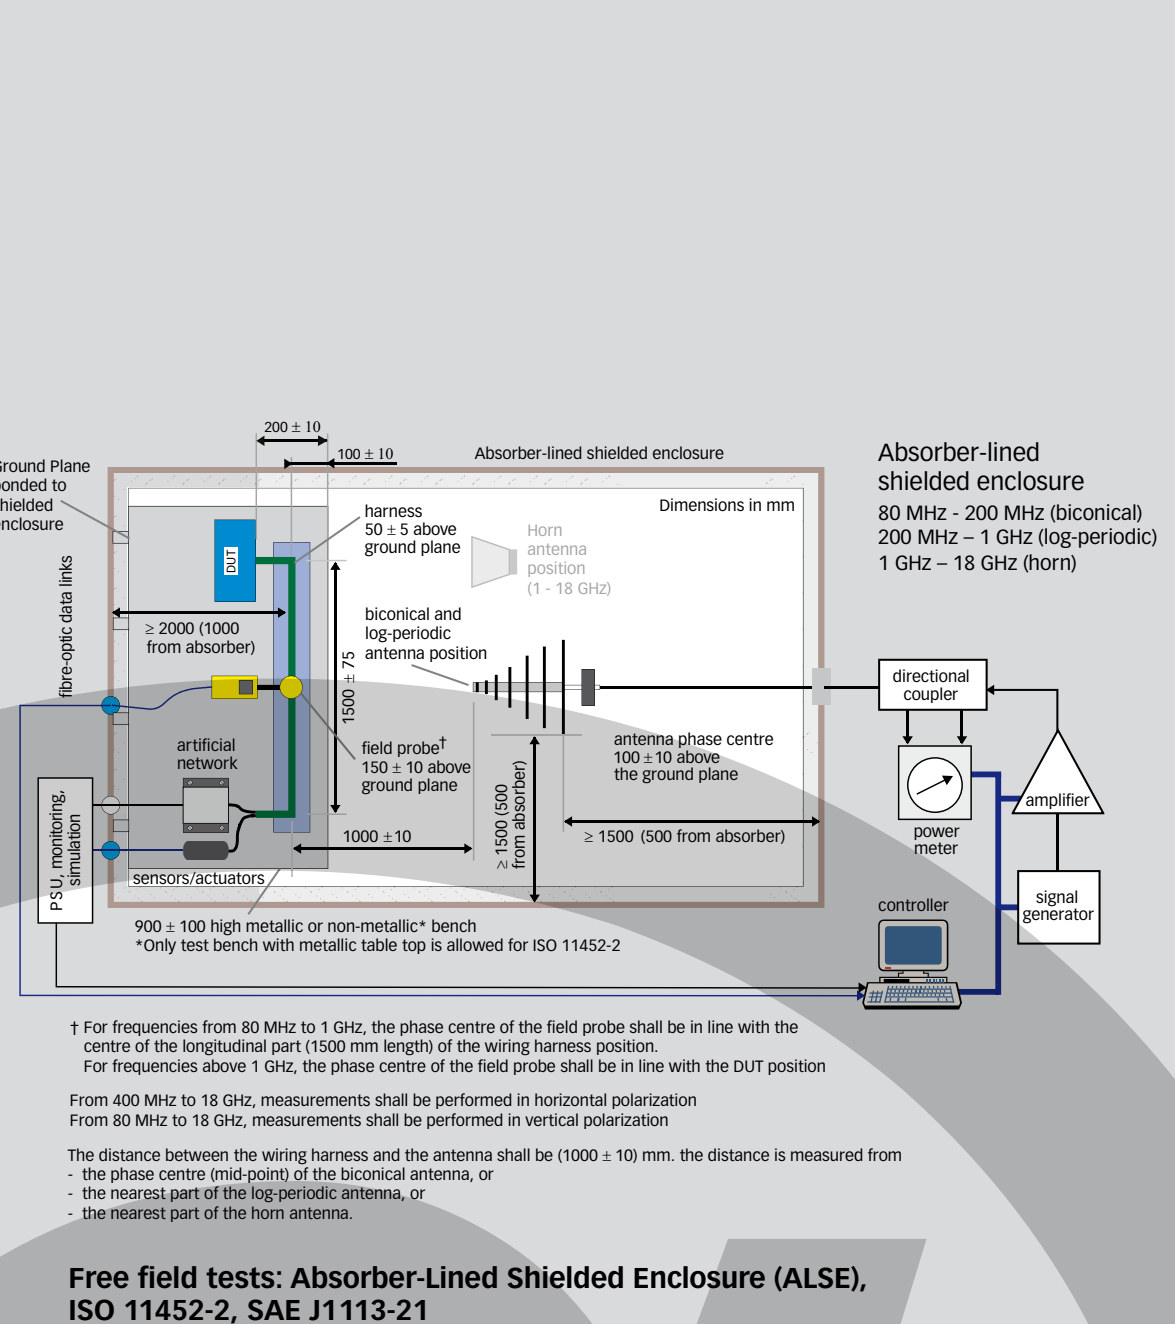 200 ± 10
100 ± 10
Absorber-lined shielded enclosure
Ground Plane
bonded to
shielded
enclosure
Absorber-lined
shielded enclosure
80 MHz - 200 MHz (biconical)
200 MHz – 1 GHz (log-periodic)
1 GHz – 18 GHz (horn)
Dimensions in mm
harness
50 ± 5 above
ground plane
Horn
antenna
position
(1 - 18 GHz)
DUT
fibre-optic data links
≥ 2000 (1000
from absorber)
biconical and
log-periodic
antenna position
1500 ± 75
directional
coupler
artificial
network
field probe†
150 ± 10 above
ground plane
antenna phase centre
100±10 above
the ground plane
PSU, monitoring,
simulation
≥ 1500 (500
from absorber)
1000 ±10
≥ 1500 (500 from absorber)
amplifier
power
meter
sensors/actuators
signal
generator
controller
900 ± 100 high metallic or non-metallic* bench
*Only test bench with metallic table top is allowed for ISO 11452-2
† For frequencies from 80 MHz to 1 GHz, the phase centre of the field probe shall be in line with the
centre of the longitudinal part (1500 mm length) of the wiring harness position.
For frequencies above 1 GHz, the phase centre of the field probe shall be in line with the DUT position
From 400 MHz to 18 GHz, measurements shall be performed in horizontal polarization
From 80 MHz to 18 GHz, measurements shall be performed in vertical polarization
The distance between the wiring harness and the antenna shall be (1000 ± 10) mm. the distance is measured from
- the phase centre (mid-point) of the biconical antenna, or
- the nearest part of the log-periodic antenna, or
- the nearest part of the horn antenna.
Free field tests: Absorber-Lined Shielded Enclosure (ALSE),
ISO 11452-2, SAE J1113-21